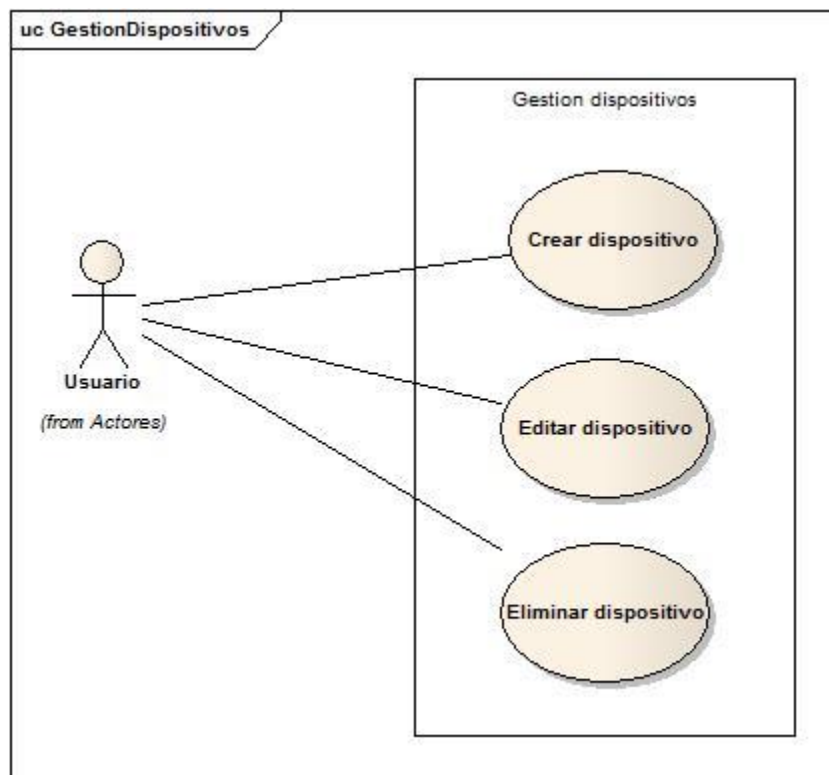 uc GestionDispositivos
Gestion dispositivos
Crear dispositivo
Usuario
(from Actores)
Editar dispositivo
Eliminar dispositivo